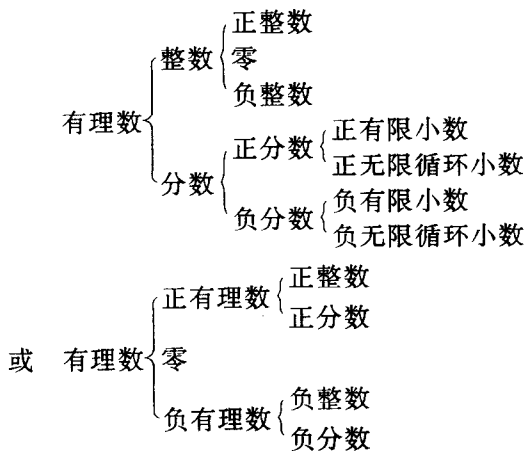 正整数
整数
零
负整数
有理数
正有限小数
正分数
正无限循环小数
分数
负有限小数
负分数
负无限循环小数
正整数
正有理数
正分数
或 有理数 零
负整数
负有理数
负分数